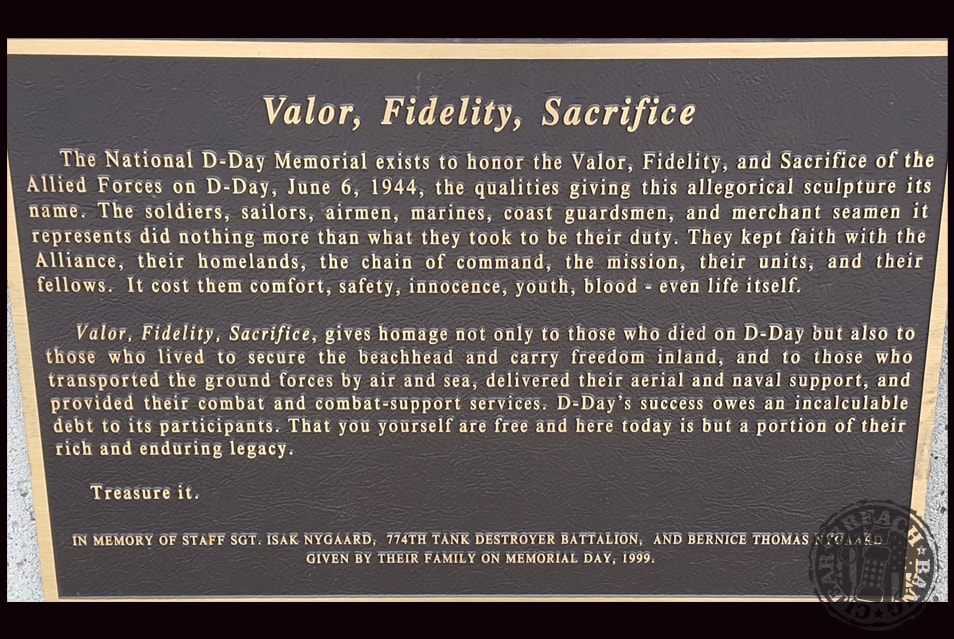 Valor, Fidelity, Sacrifice
The National D-Day Memorial exists to honor the Valor, Fidelity, and Sacrifice of the
Allied Forces on D-Day, June 6, 1944, the qualities giving this allegorical sculpture its
name. The soldiers, sailors, airmen, marines, coast guardsmen, and merchant seamen it
represents did nothing more than what they took to be their duty. They kept faith with the
Alliance, their homelands, the chain of command, the mission, their units, and their
fellows. It cost them comfort, safety, innocence, youth, blood - even life itself.
Valor, Fidelity, Sacrifice, gives homage not only to those who died on D-Day but also to
those who lived to secure the beachhead and carry freedom inland, and to those who
transported the ground forces by air and sea, delivered their aerial and naval support, and
provided their combat and combat-support services. D-Day's success owes an incalculable
debt to its participants. That you yourself are free and here today is but a portion of their
rich and enduring legacy.
Treasure it.
IN MEMORY OF STAFF SGT. ISAK NYGAARD, 774TH TANK DESTROYER BATTALION, AND BERNICE THOMAS NYGAARD
GIVEN BY THEIR FAMILY ON MEMORIAL DAY, 1999.